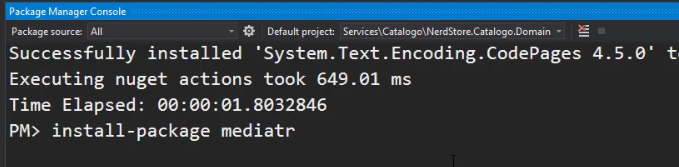 Package Manager Console
Package source: All Default project: Services\Catalogo\NerdStore.Catalogo.Domain
Successfully installed 'System.Text.Encoding.CodePages 4.5.0' to
Executing nuget actions took 649.01 ms
Time Elapsed: 00:00:01.8032846
PM> install-package mediatr